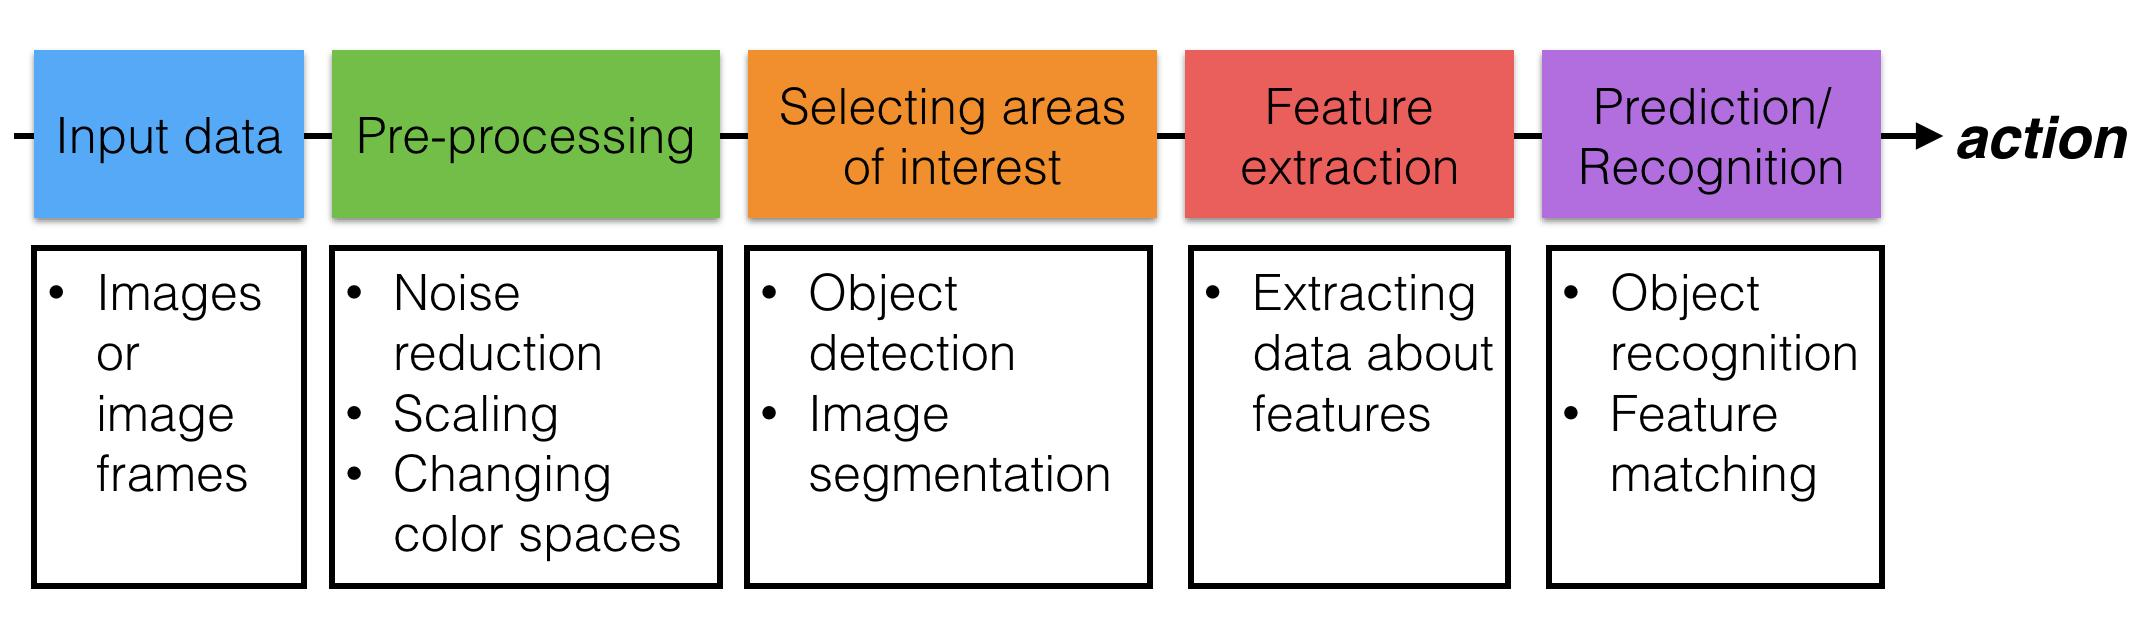 Input data
Pre-processing
Selecting areas
of interest
Feature
extraction
Prediction/
Recognition
action
• Images
or
image
frames
• Noise
reduction
• Scaling
• Changing
color spaces
• Object
detection
• Image
segmentation
• Extracting
data about
features
• Object
recognition
• Feature
matching